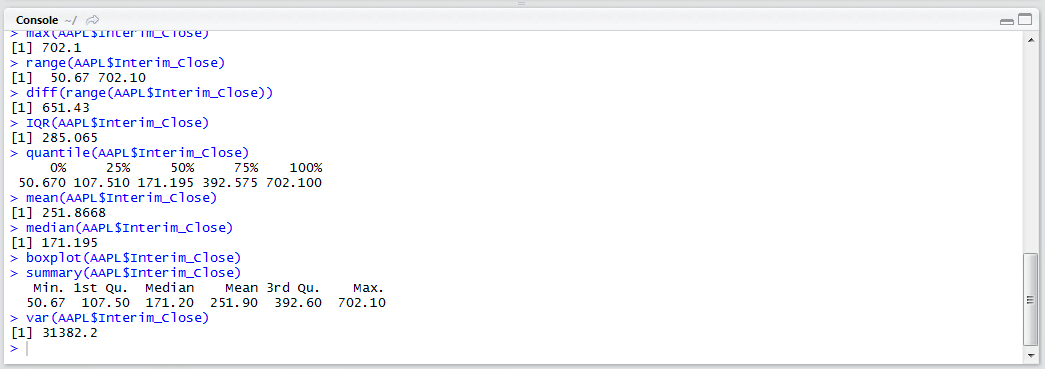 Console ~/
> max(AAPL$Interim_Close)
[1] 702.1
> range(AAPL$Interim_Close)
[1]  50.67 702.10
> diff(range(AAPL$Interim_Close))
[1] 651.43
> IQR(AAPL$Interim_Close)
[1] 285.065
> quantile(AAPL$Interim_Close)
     0%     25%     50%     75%    100%
 50.670 107.510 171.195 392.575 702.100
> mean(AAPL$Interim_Close)
[1] 251.8668
> median(AAPL$Interim_Close)
[1] 171.195
> boxplot(AAPL$Interim_Close)
> summary(AAPL$Interim_Close)
   Min. 1st Qu.  Median    Mean 3rd Qu.    Max.
  50.67  107.50  171.20  251.90  392.60  702.10
> var(AAPL$Interim_Close)
[1] 31382.2
>